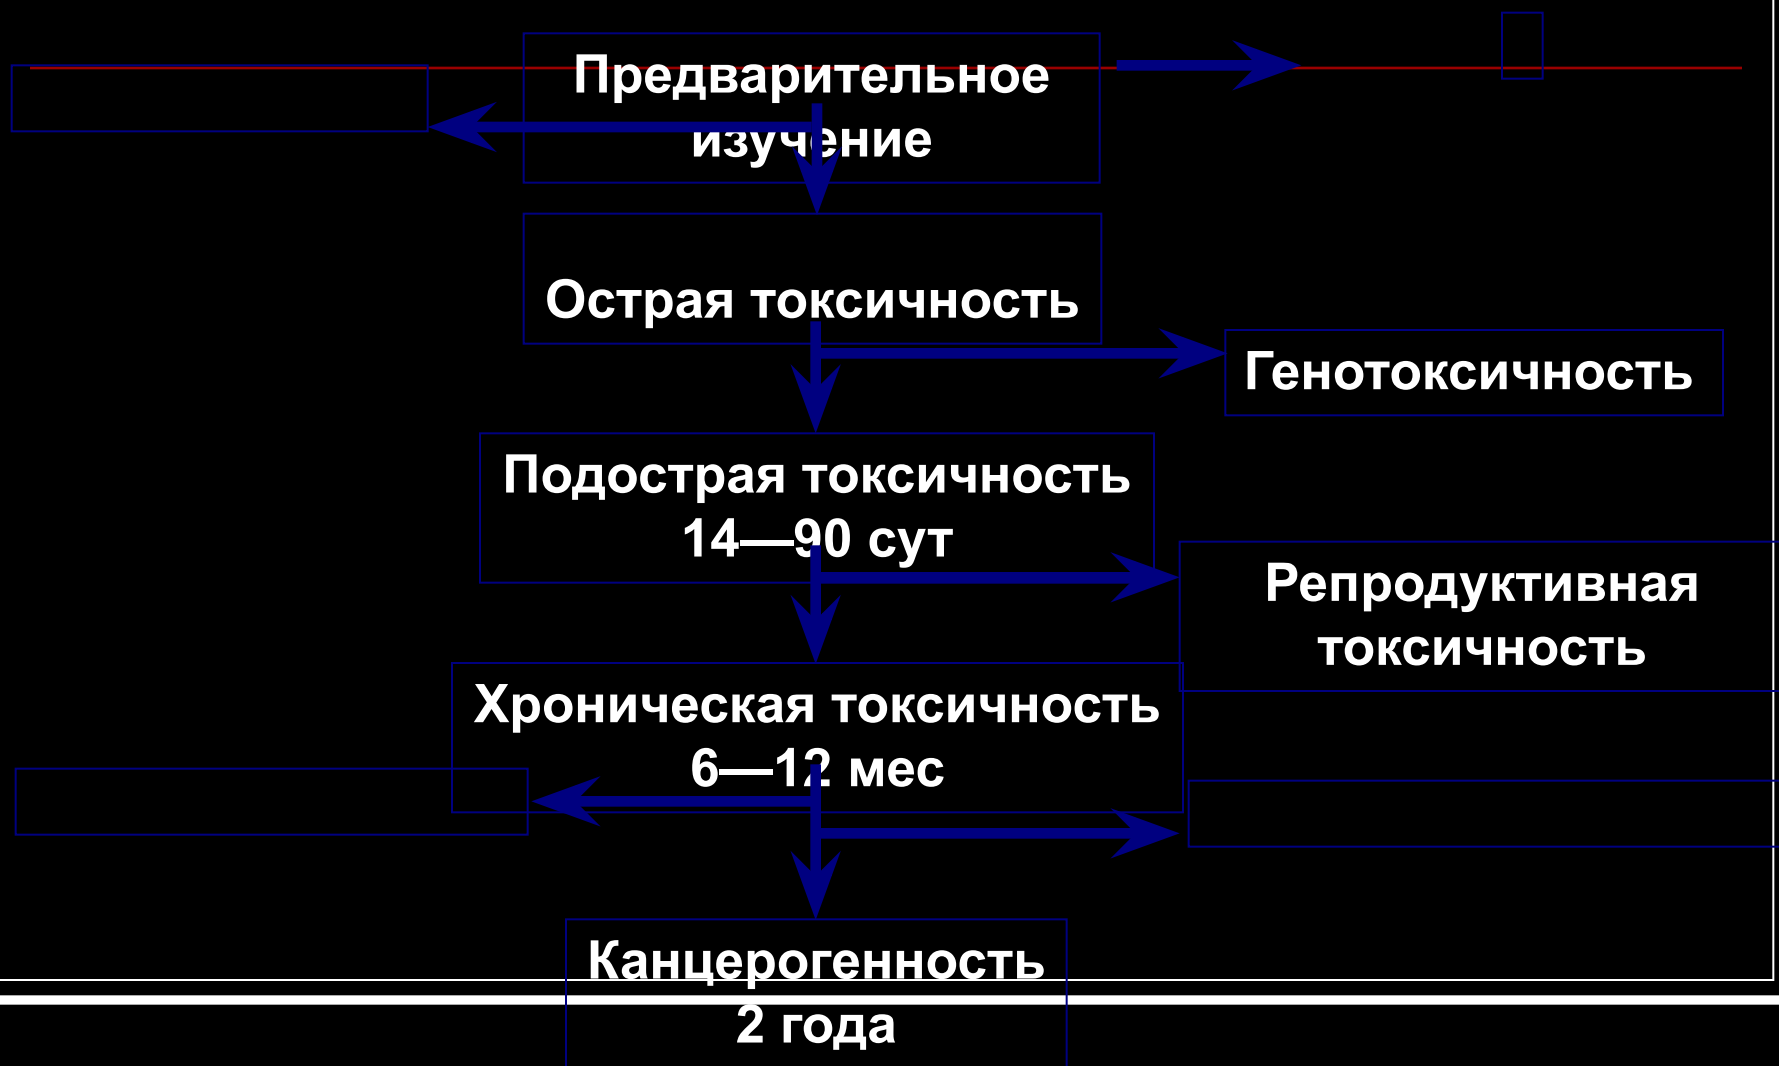 Предварительное
изучение
Острая токсичность
Генотоксичность
Подострая токсичность
14—90 сут
Репродуктивная
токсичность
Хроническая токсичность
6—12 мес
Канцерогенность
2 года